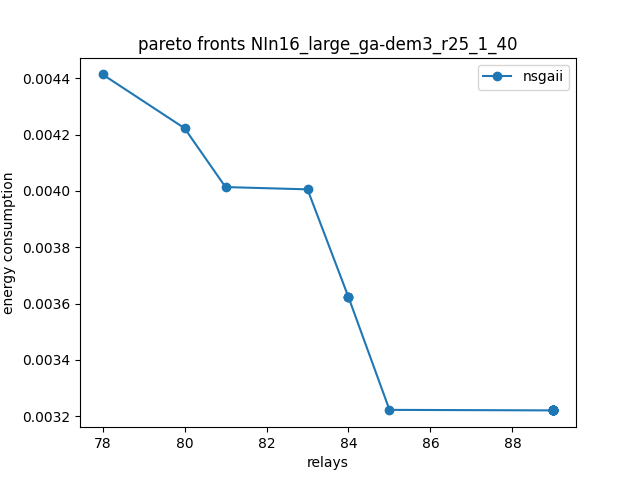 pareto fronts NIn16_large_ga-dem3_r25_1_40
nsgaii
energy consumption
0.0044
0.0042
0.0040
0.0038
0.0036
0.0034
0.0032
78 80 82 84 86 88
relays